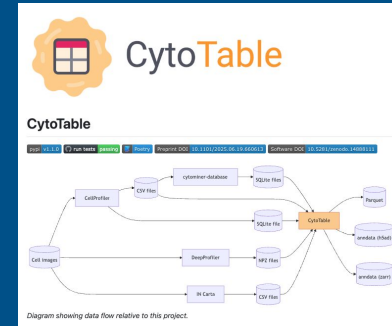 CytoTable
CytoTable
pypi v1.1.0 run tests passing Poetry Preprint DOI 10.1101/2025.06.19.660613 Software DOI 10.5281/zenodo.14888111
cytominer-database
SQLite files
CSV files
Parquet
CellProfiler
SQLite file
CytoTable
anndata (h5ad)
Cell Images
DeepProfiler
NPZ files
anndata (zarr)
IN Carta
CSV files
Diagram showing data flow relative to this project.